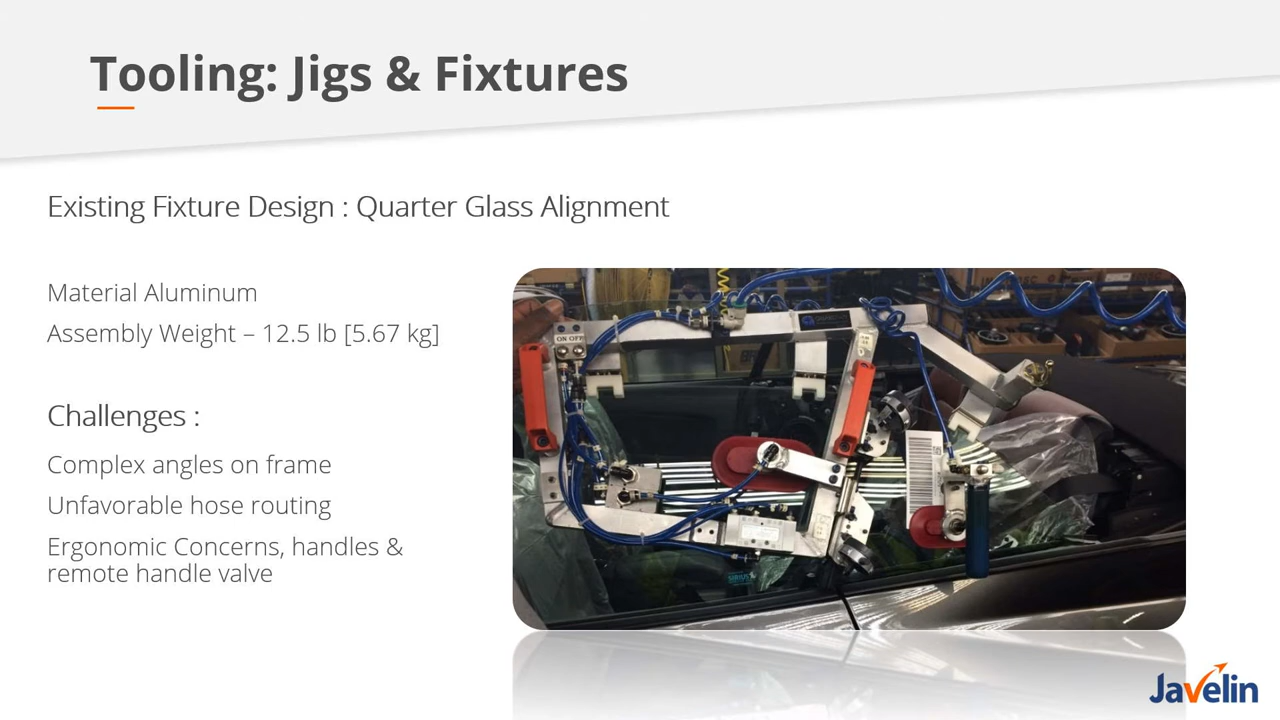 Tooling: Jigs & Fixtures
Existing Fixture Design : Quarter Glass Alignment
Material Aluminum
Assembly Weight – 12.5 lb [5.67 kg]
Challenges :
Complex angles on frame
Unfavorable hose routing
Ergonomic Concerns, handles &
remote handle valve
ON OFF
SIRIUS
Javelin